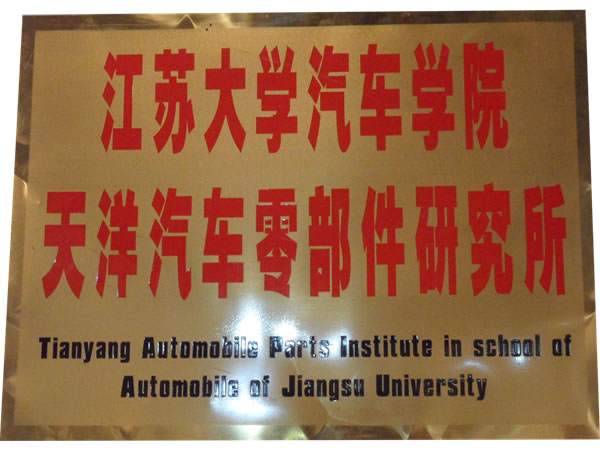 江苏大学汽车学院
天洋汽车零部件研究所
Tianyang Automobile Parts Institute in school of
Automobile of Jiangsu University